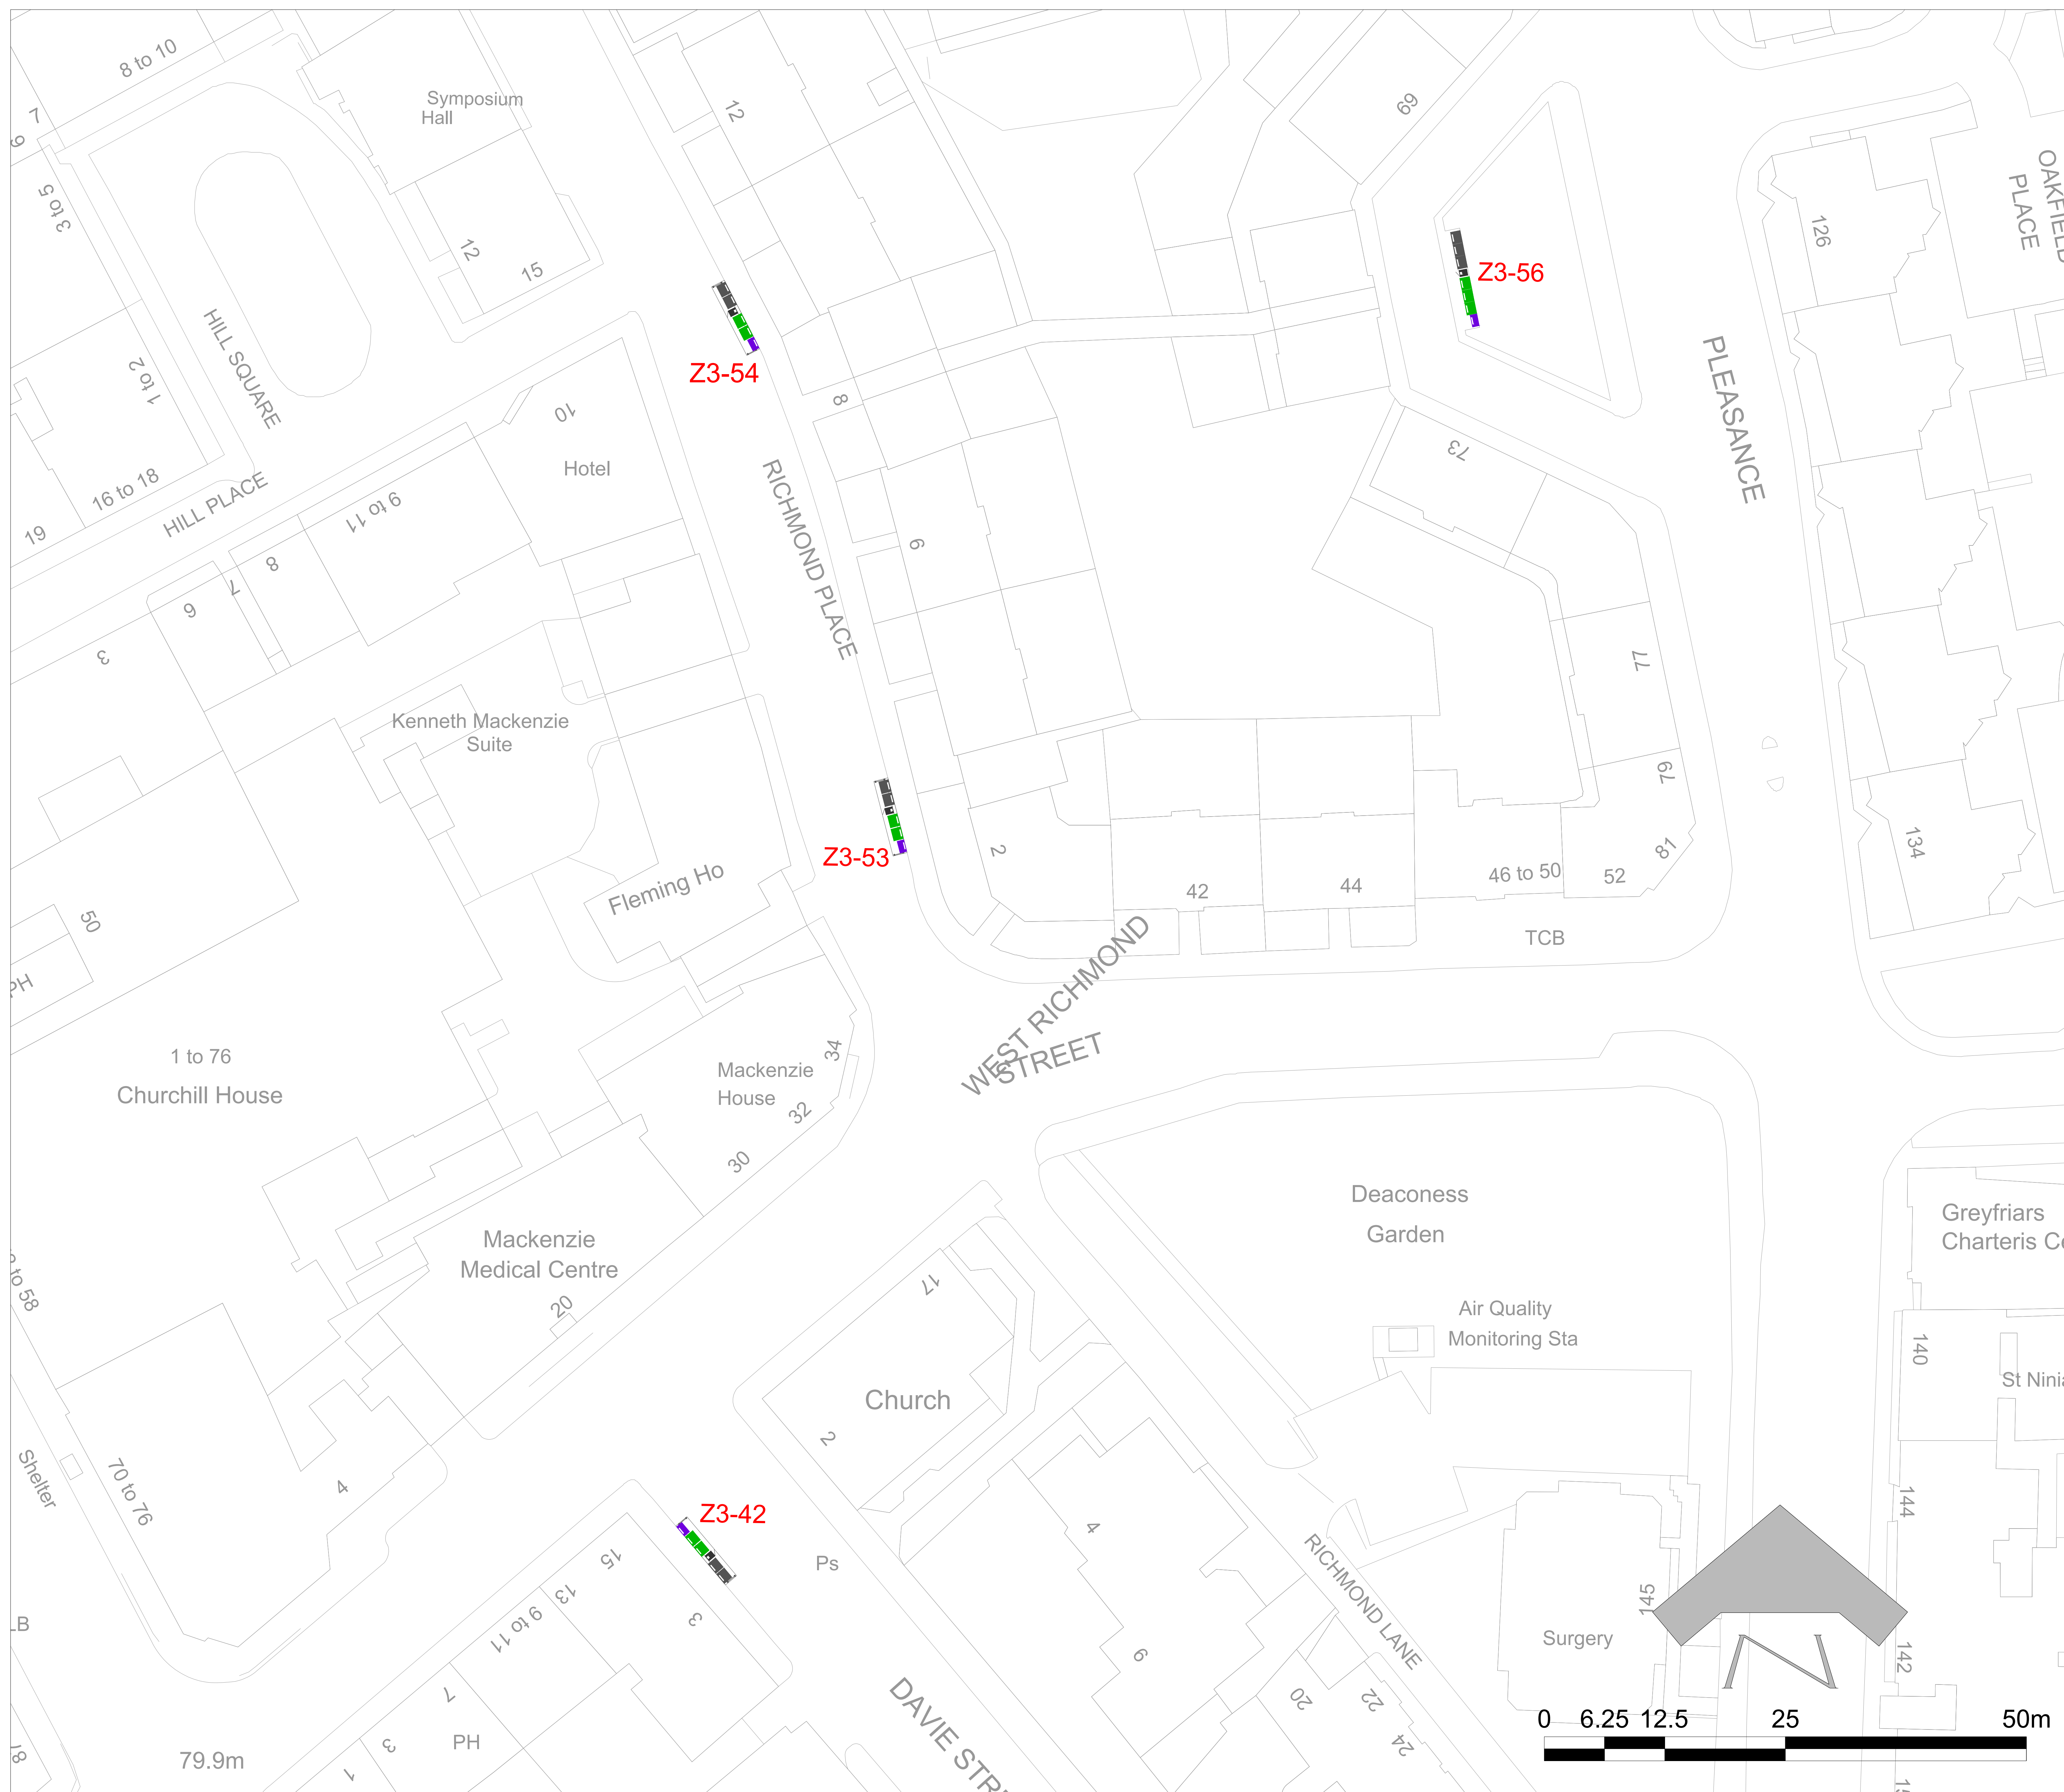 8 to 10
Symposium
Hall
7
9
3 to 5
12
15
12
69
OAKFIELD
PLACE
126
Z3-56
Z3-54
HILL SQUARE
1 to 2
8
10
Hotel
PLEASANCE
73
16 to 18
HILL PLACE
19
9 to 11
RICHMOND PLACE
6
8
7
6
3
77
Kenneth Mackenzie
Suite
79
Z3-53
2
Fleming Ho
42
44
46 to 50
52
81
134
50
PH
TCB
WEST RICHMOND
STREET
1 to 76
Churchill House
34
Mackenzie
House
32
30
Deaconess
Garden
Greyfriars
Charteris
Mackenzie
Medical Centre
20
17
to 58
Air Quality
Monitoring Sta
140
St
Church
2
Shelter
70 to 76
4
144
Z3-42
4
Ps
15
13
9 to 11
3
RICHMOND LANE
145
Surgery
142
6
N
7
PH
3
1
DAVIE
20
22
24
79.9m
0 6.25 12.5 25 50m